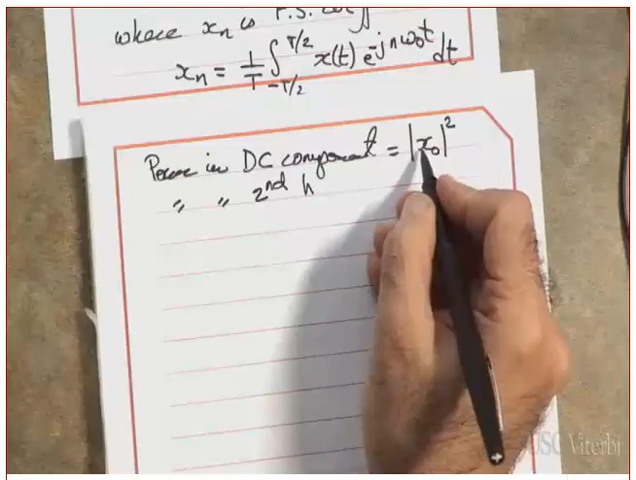 where xₙ is F.S. coeff
xₙ = 1/T ∫_{-T/2}^{T/2} x(t) e^{-jnω₀t} dt
Power in DC component = |x₀|²
" " 2nd h
USC Viterbi